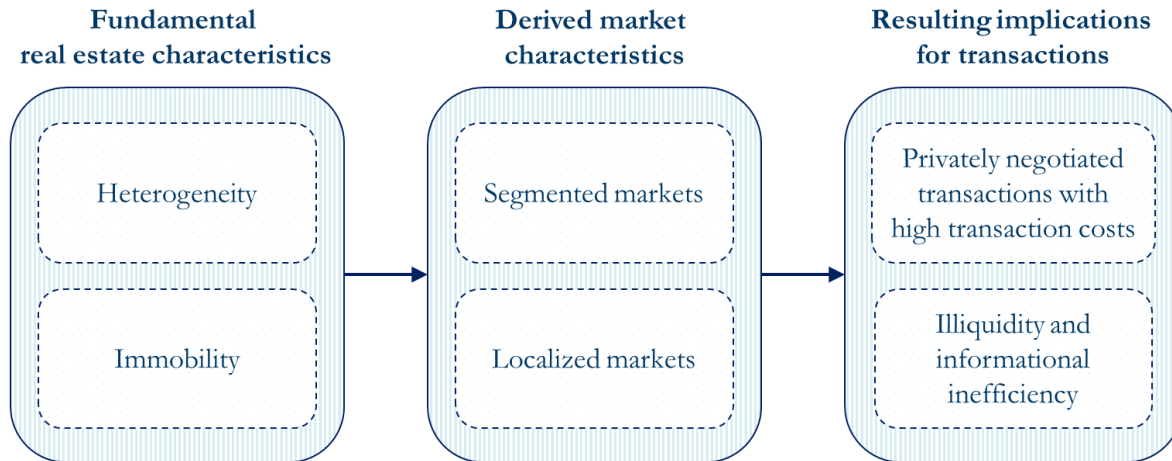 Fundamental
real estate characteristics
Heterogeneity
Immobility
Derived market
characteristics
Segmented markets
Localized markets
Resulting implications
for transactions
Privately negotiated
transactions with
high transaction costs
Illiquidity and
informational
inefficiency